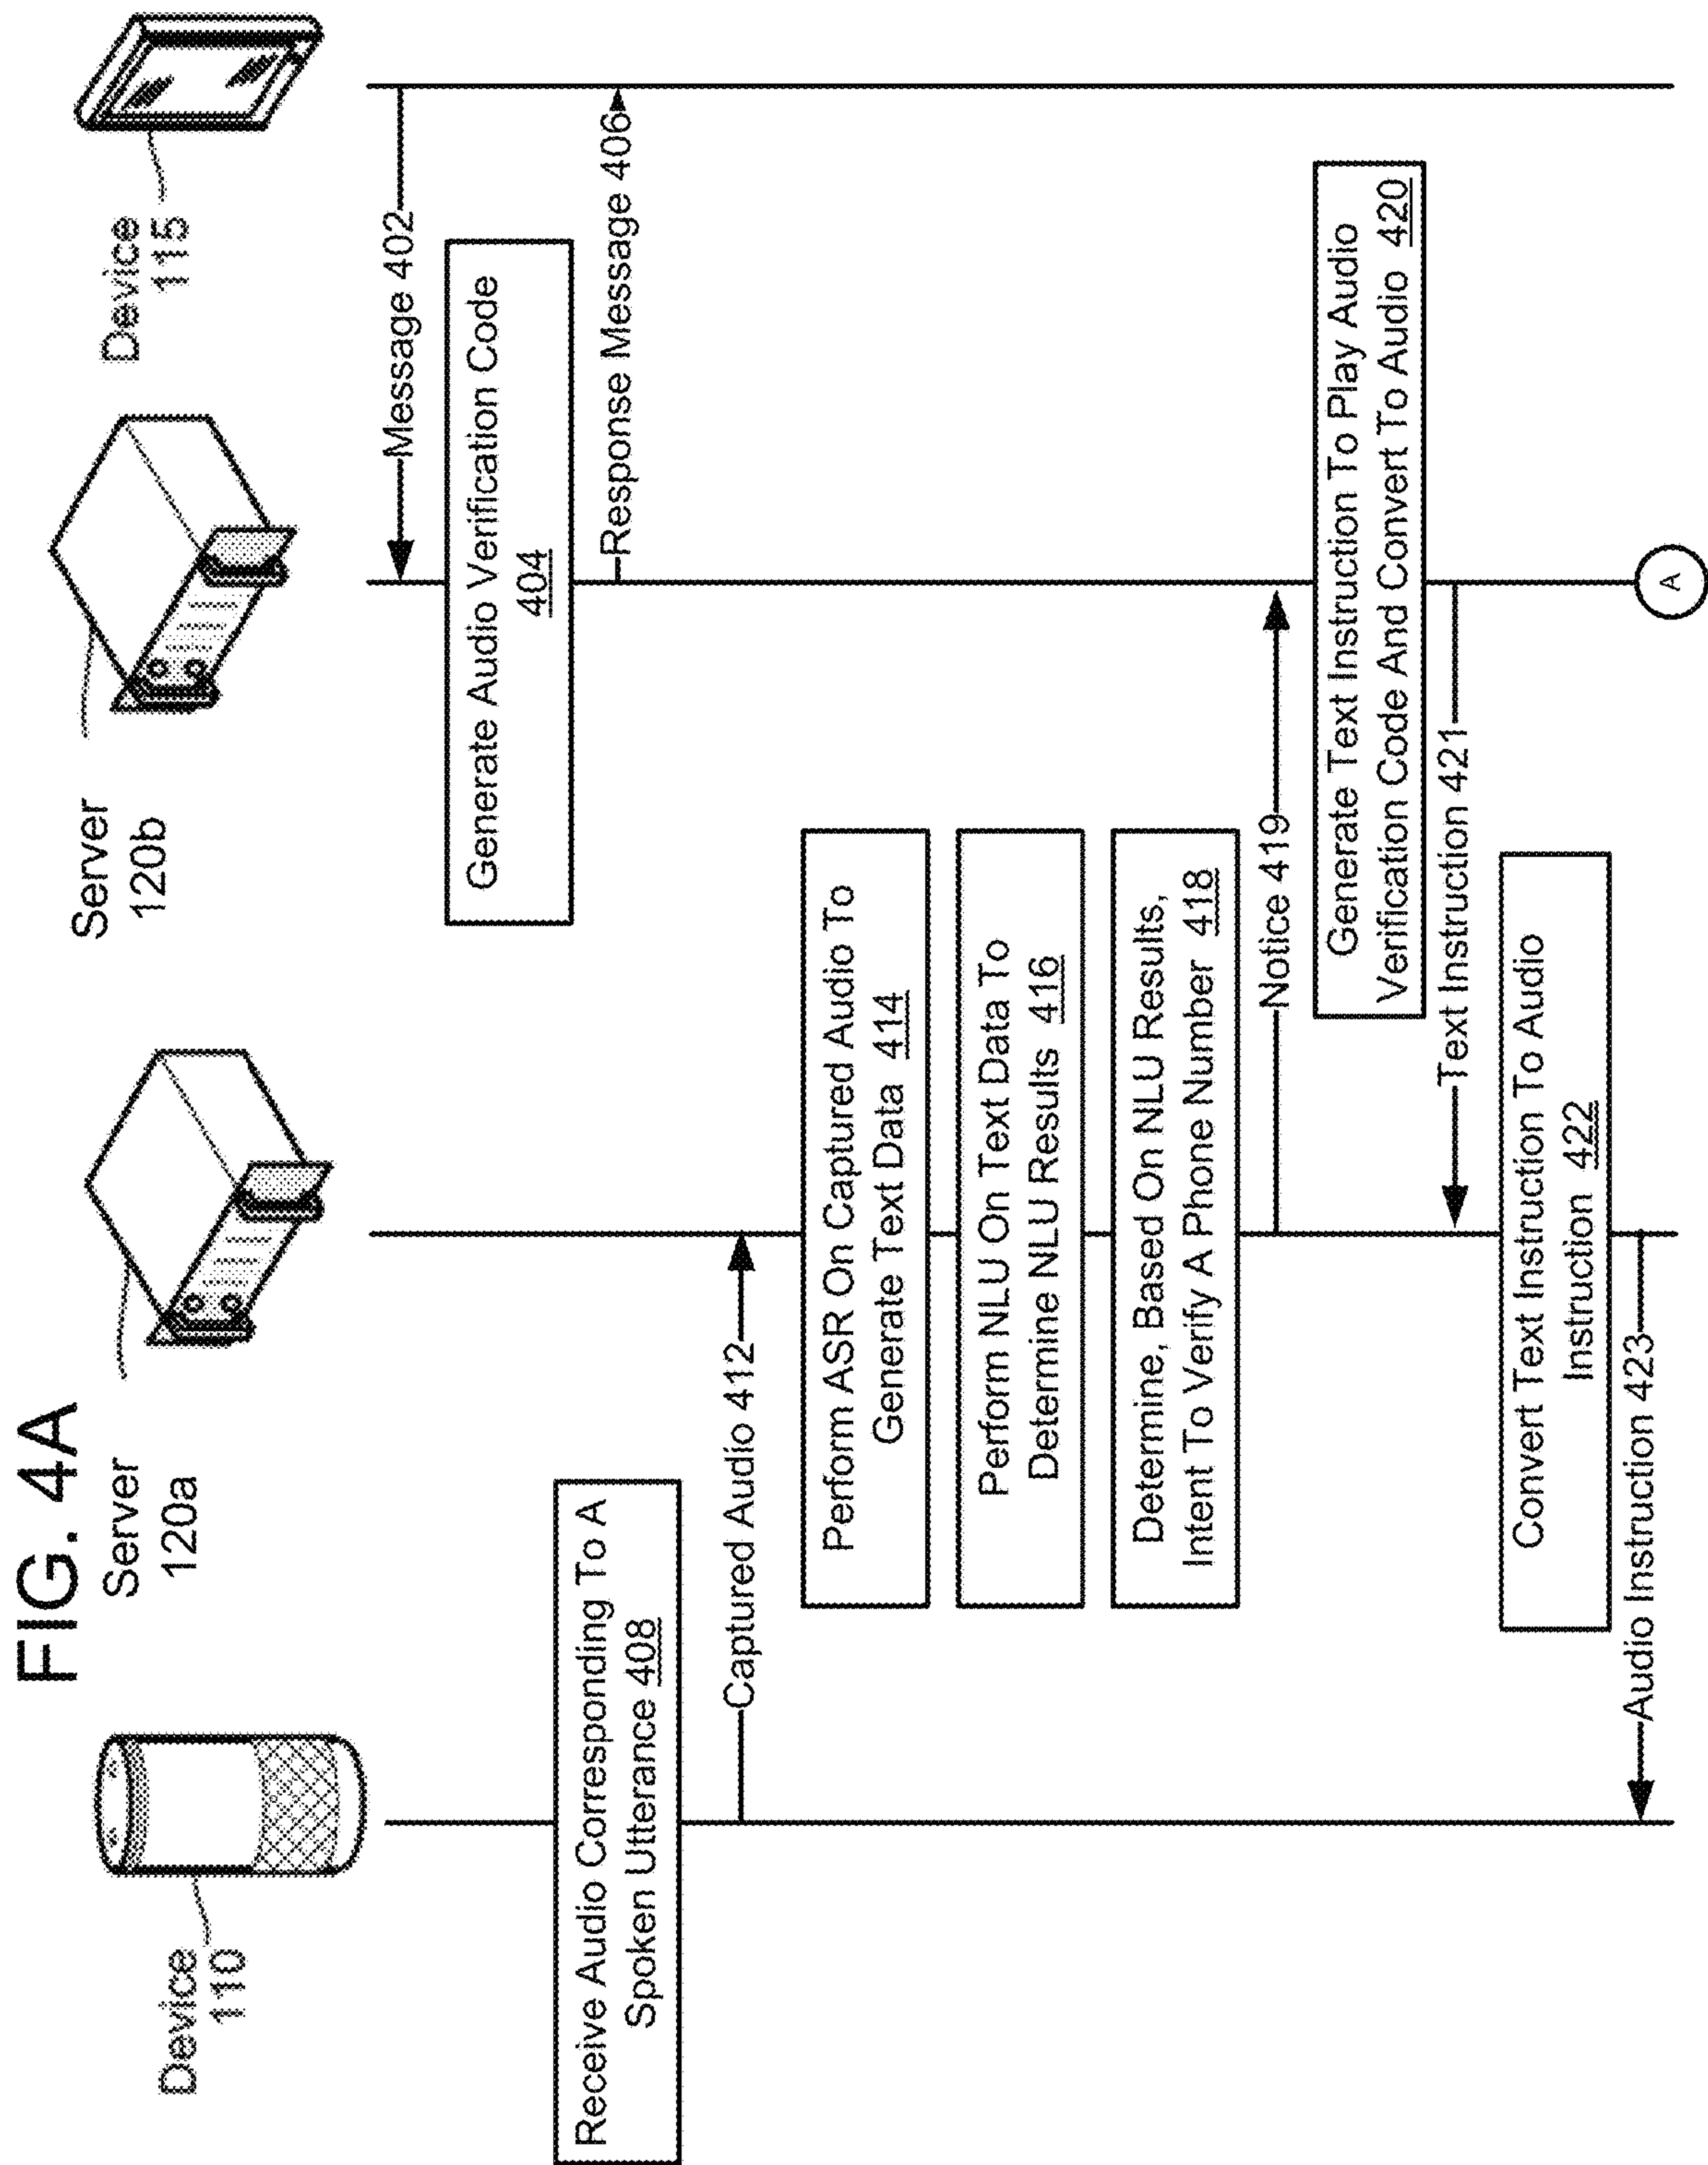 FIG. 4A
Device
110
Server
120a
Server
120b
Device
115
Message 402
Generate Audio Verification Code
404
Receive Audio Corresponding To A
Spoken Utterance 408
Response Message 406
Captured Audio 412
Perform ASR On Captured Audio To
Generate Text Data 414
Perform NLU On Text Data To
Determine NLU Results 416
Determine, Based On NLU Results,
Intent To Verify A Phone Number 418
Notice 419
Generate Text Instruction To Play Audio
Verification Code And Convert To Audio 420
Text Instruction 421
Convert Text Instruction To Audio
Instruction 422
Audio Instruction 423
A